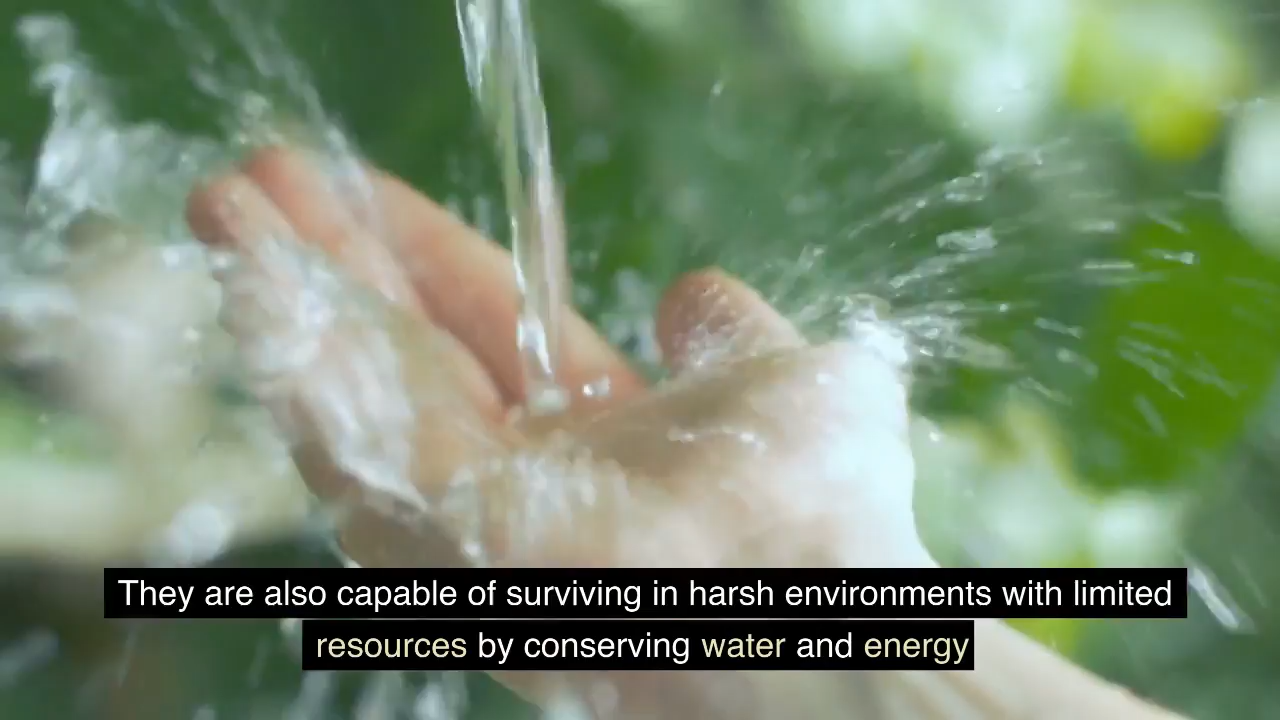 They are also capable of surviving in harsh environments with limited
resources by conserving water and energy